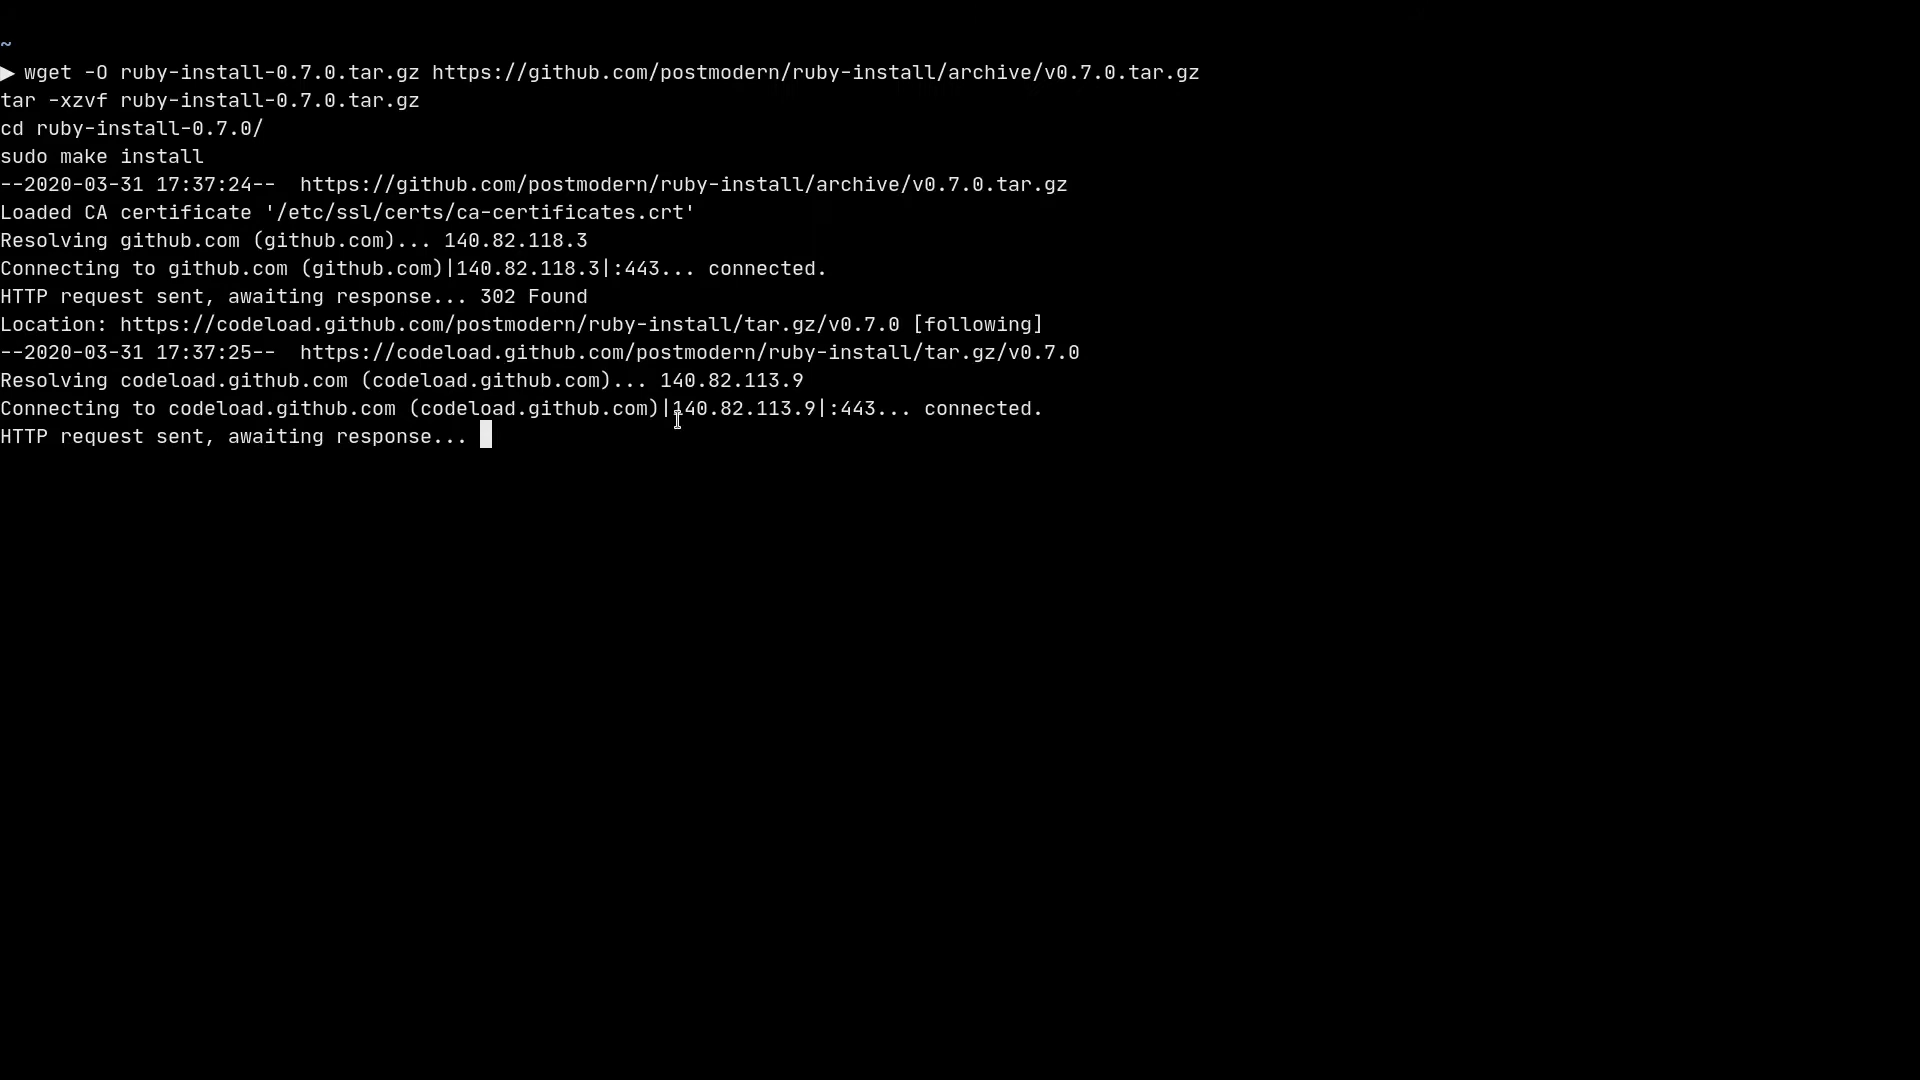 ~
▶ wget -O ruby-install-0.7.0.tar.gz https://github.com/postmodern/ruby-install/archive/v0.7.0.tar.gz
tar -xzvf ruby-install-0.7.0.tar.gz
cd ruby-install-0.7.0/
sudo make install
--2020-03-31 17:37:24--  https://github.com/postmodern/ruby-install/archive/v0.7.0.tar.gz
Loaded CA certificate '/etc/ssl/certs/ca-certificates.crt'
Resolving github.com (github.com)... 140.82.118.3
Connecting to github.com (github.com)|140.82.118.3|:443... connected.
HTTP request sent, awaiting response... 302 Found
Location: https://codeload.github.com/postmodern/ruby-install/tar.gz/v0.7.0 [following]
--2020-03-31 17:37:25--  https://codeload.github.com/postmodern/ruby-install/tar.gz/v0.7.0
Resolving codeload.github.com (codeload.github.com)... 140.82.113.9
Connecting to codeload.github.com (codeload.github.com)|140.82.113.9|:443... connected.
HTTP request sent, awaiting response...